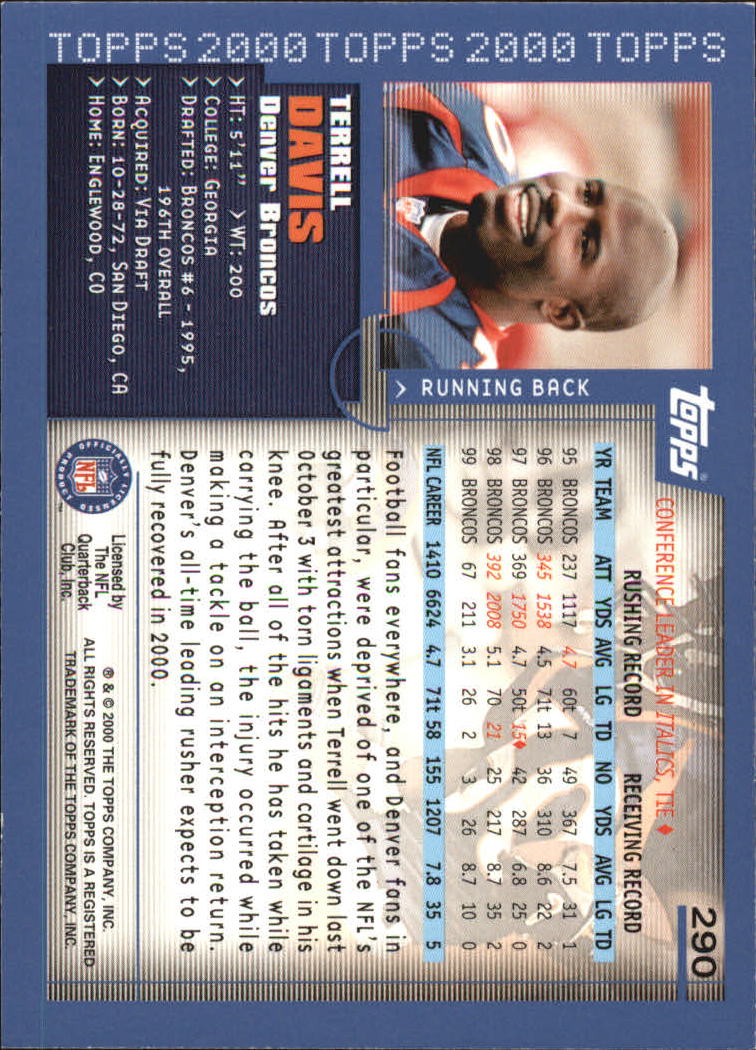 TOPPS 2000 TOPPS 2000 TOPPS
TERRELL
DAVIS
Denver Broncos
> HT: 5'11" > WT: 200
> COLLEGE: GEORGIA
> DRAFTED: BRONCOS #6 - 1995,
196TH OVERALL
> ACQUIRED: VIA DRAFT
> BORN: 10-28-72, SAN DIEGO, CA
> HOME: ENGLEWOOD, CO
> RUNNING BACK
Topps®
290
CONFERENCE LEADER IN ITALICS, TIE ♦
RUSHING RECORD RECEIVING RECORD
YR TEAM ATT YDS AVG LG TD NO YDS AVG LG TD
95 BRONCOS 237 1117 4.7 60t 7 49 367 7.5 31 1
96 BRONCOS 345 1538 4.5 71t 13 36 310 8.6 22 2
97 BRONCOS 369 1750 4.7 50t 15♦ 42 287 6.8 25 0
98 BRONCOS 392 2008 5.1 70 21 25 217 8.7 35 2
99 BRONCOS 67 211 3.1 26 2 3 26 8.7 10 0
NFL CAREER 1410 6624 4.7 71t 58 155 1207 7.8 35 5
Football fans everywhere, and Denver fans in
particular, were deprived of one of the NFL's
greatest attractions when Terrell went down last
October 3 with torn ligaments and cartilage in his
knee. After all of the hits he has taken while
carrying the ball, the injury occurred while
making a tackle on an interception return.
Denver's all-time leading rusher expects to be
fully recovered in 2000.
OFFICIALLY LICENSED PRODUCT
NFL
™
Licensed by
The NFL
Quarterback
Club, Inc.
® & © 2000 THE TOPPS COMPANY, INC.
ALL RIGHTS RESERVED. TOPPS IS A REGISTERED
TRADEMARK OF THE TOPPS COMPANY, INC.